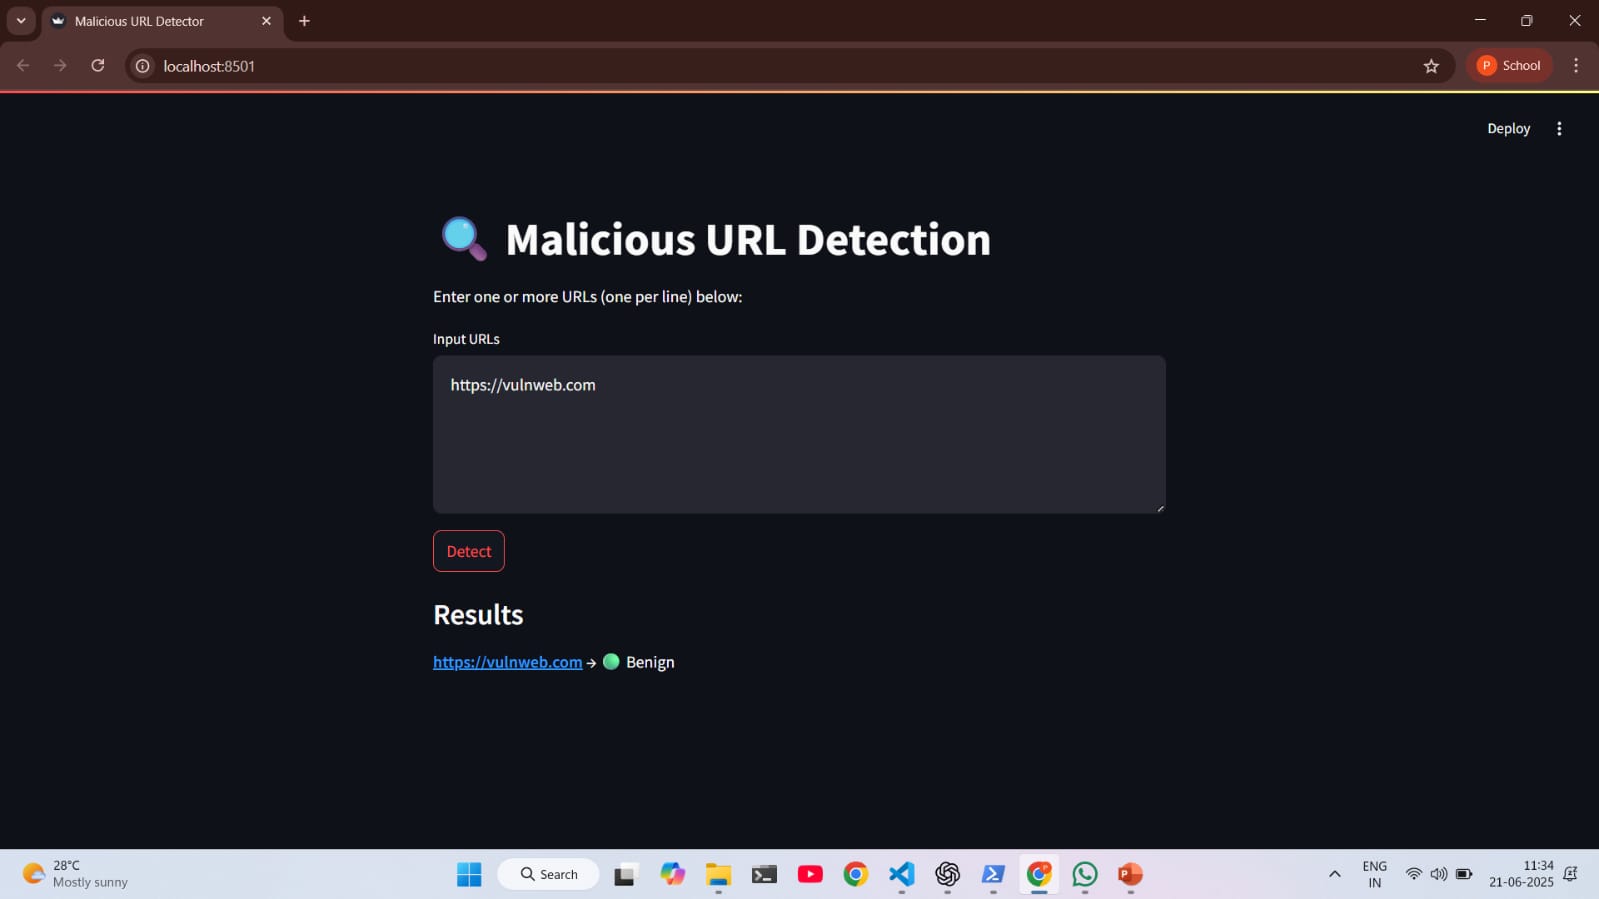 Malicious URL Detector
localhost:8501
P School
Deploy
Malicious URL Detection
Enter one or more URLs (one per line) below:
Input URLs
https://vulnweb.com
Detect
Results
https://vulnweb.com → Benign
28°C
Mostly sunny
Search
ENG
IN
11:34
21-06-2025